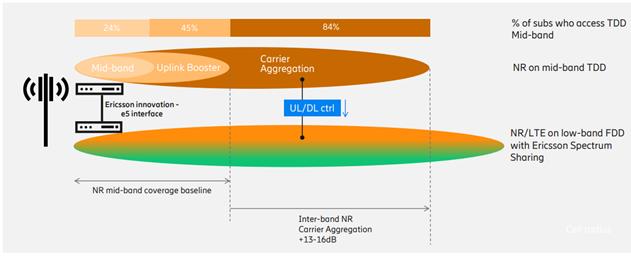 24%
45%
84%
% of subs who access TDD
Mid-band
Mid-band
Uplink Booster
Carrier
Aggregation
NR on mid-band TDD
Ericsson innovation -
e5 interface
UL/DL ctrl
NR/LTE on low-band FDD
with Ericsson Spectrum
Sharing
NR mid-band coverage baseline
Inter-band NR
Carrier Aggregation
+13-16dB
Cell radius